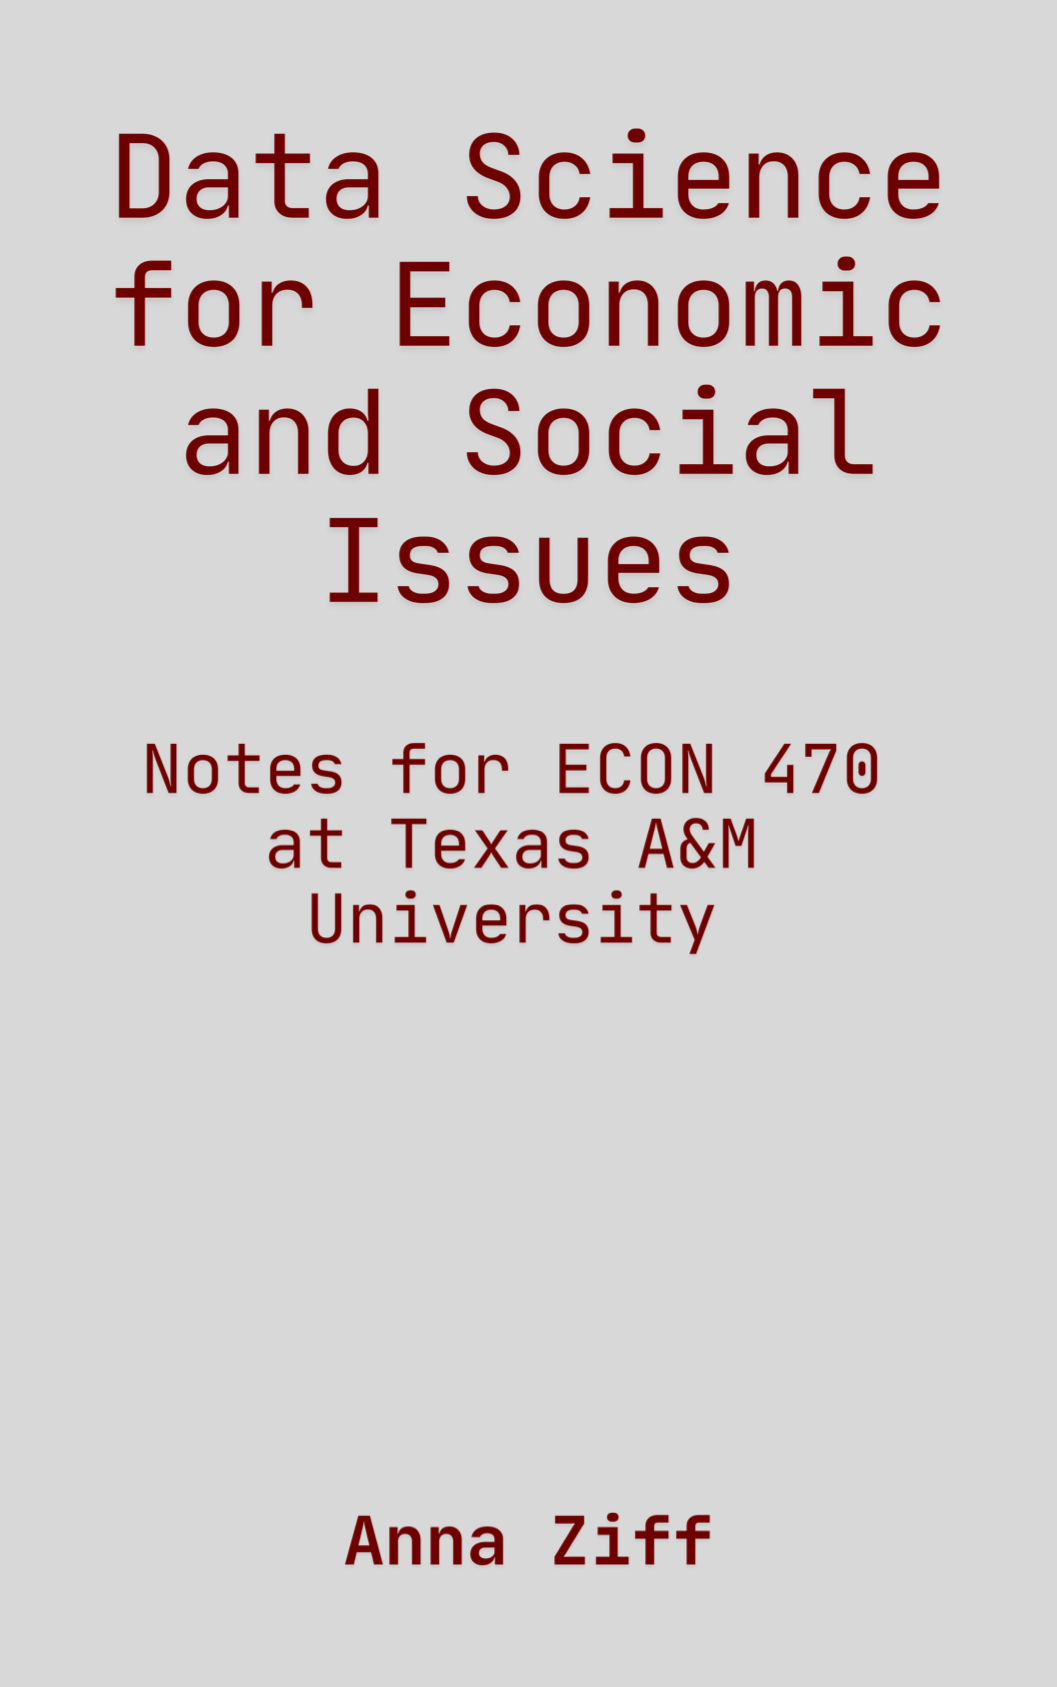 Data Science
for Economic
and Social
Issues
Notes for ECON 470
at Texas A&M
University
Anna Ziff